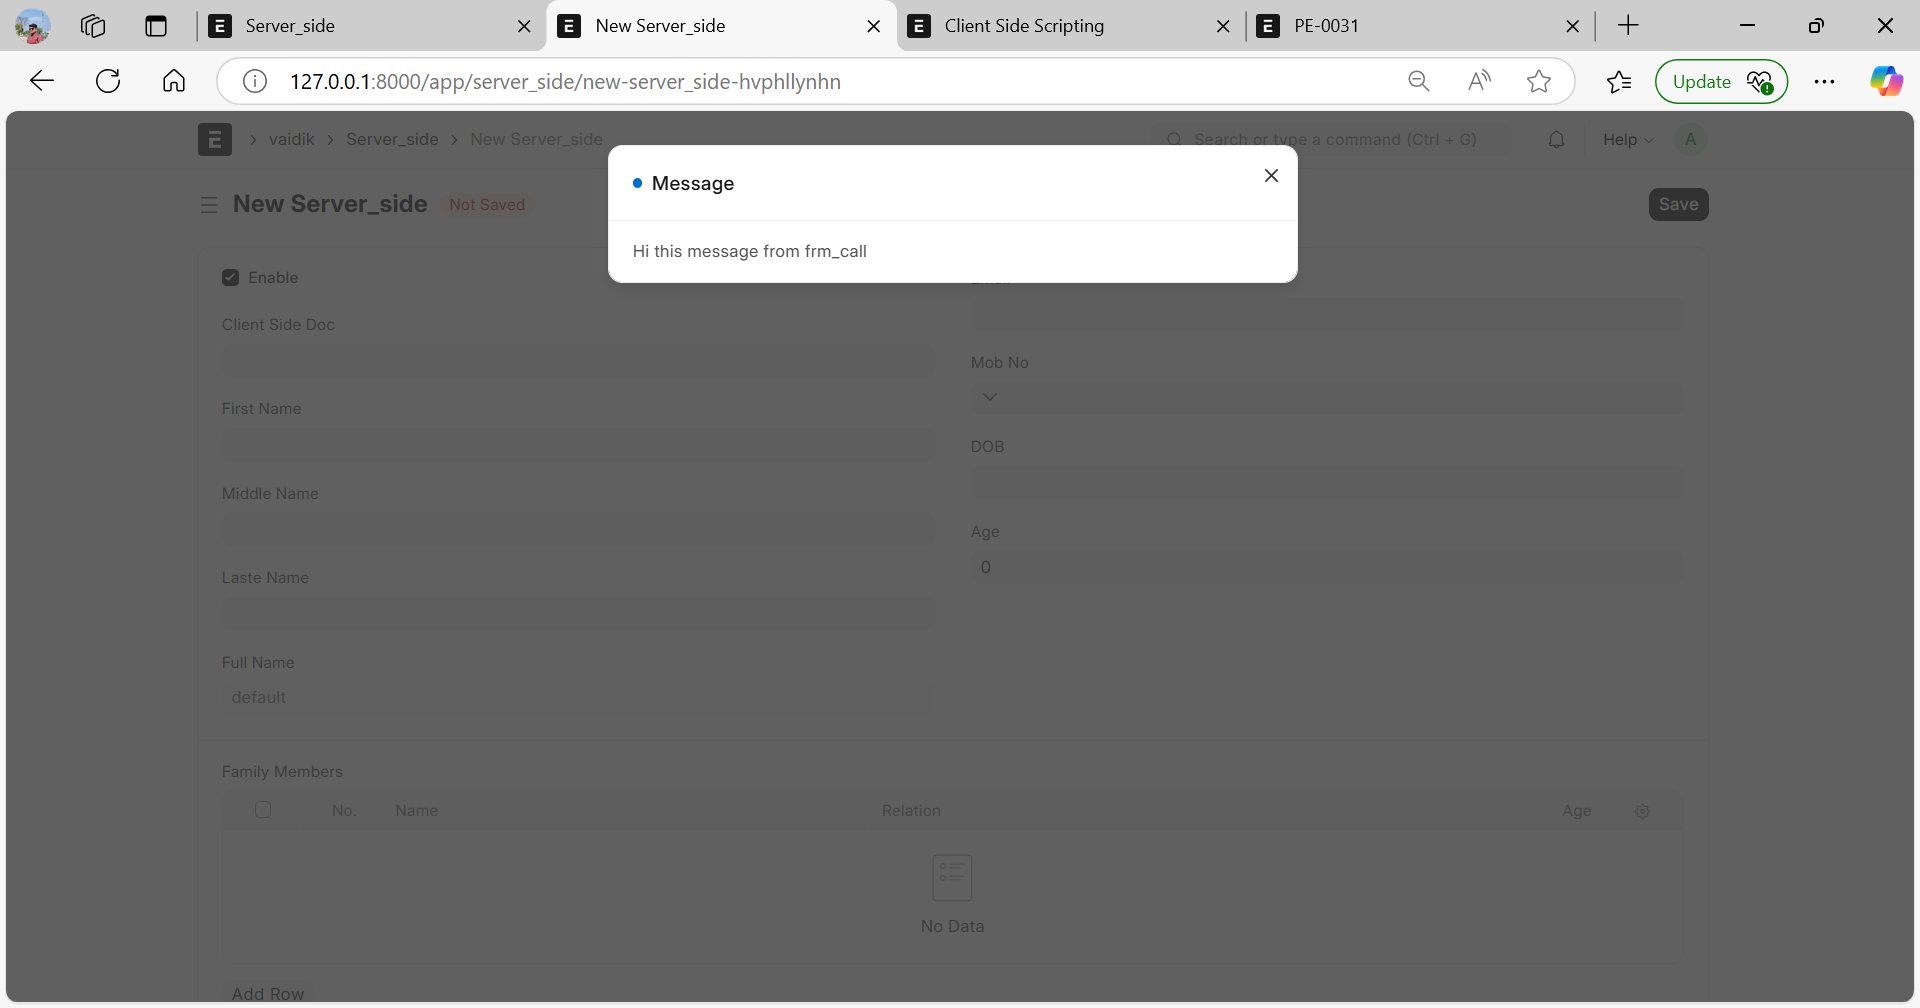 Server_side
New Server_side
Client Side Scripting
PE-0031
127.0.0.1:8000/app/server_side/new-server_side-hvphllynhn
Update
E > vaidik > Server_side > New Server_side
Search or type a command (Ctrl + G)
Help
A
New Server_side
Not Saved
Save
Message
Hi this message from frm_call
Enable
Client Side Doc
First Name
Middle Name
Laste Name
Full Name
default
Mob No
DOB
Age
0
Family Members
No.
Name
Relation
Age
No Data
Add Row